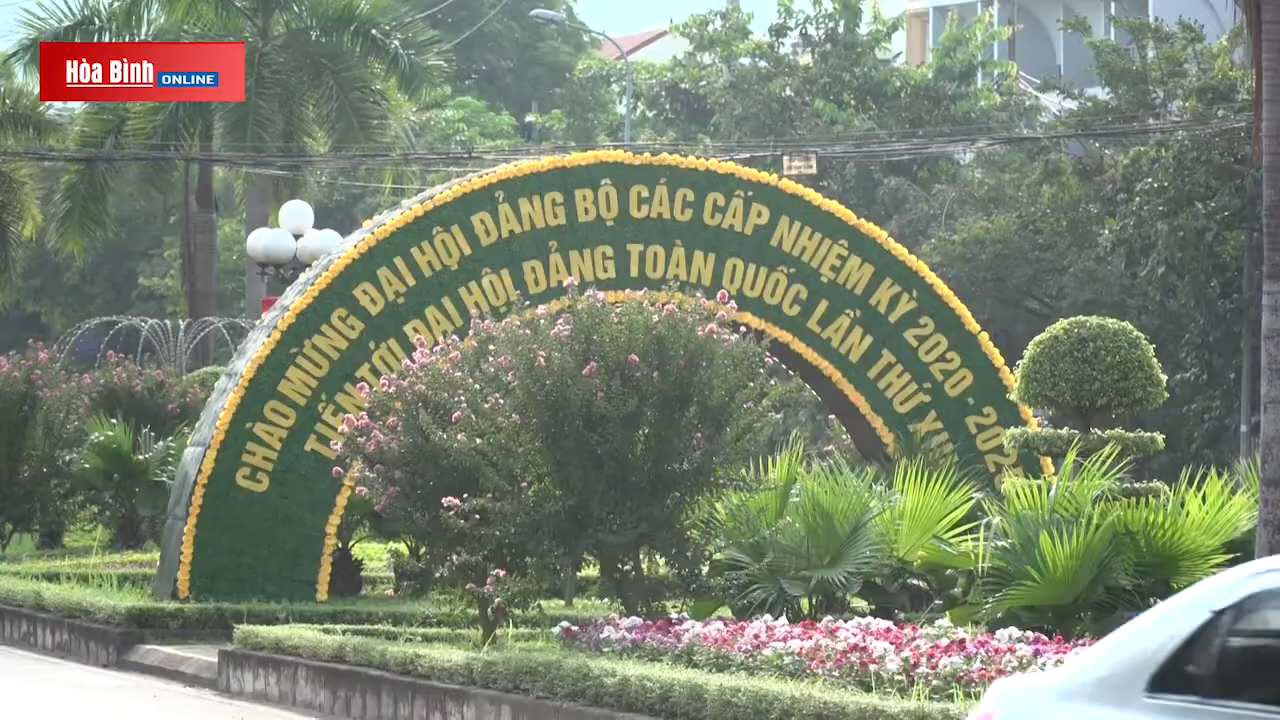 Hòa Bình
ONLINE
CHÀO MỪNG ĐẠI HỘI ĐẢNG BỘ CÁC CẤP NHIỆM KỲ 2020 - 202
TIẾN TỚI ĐẠI HỘI ĐẢNG TOÀN QUỐC LẦN THỨ XIII